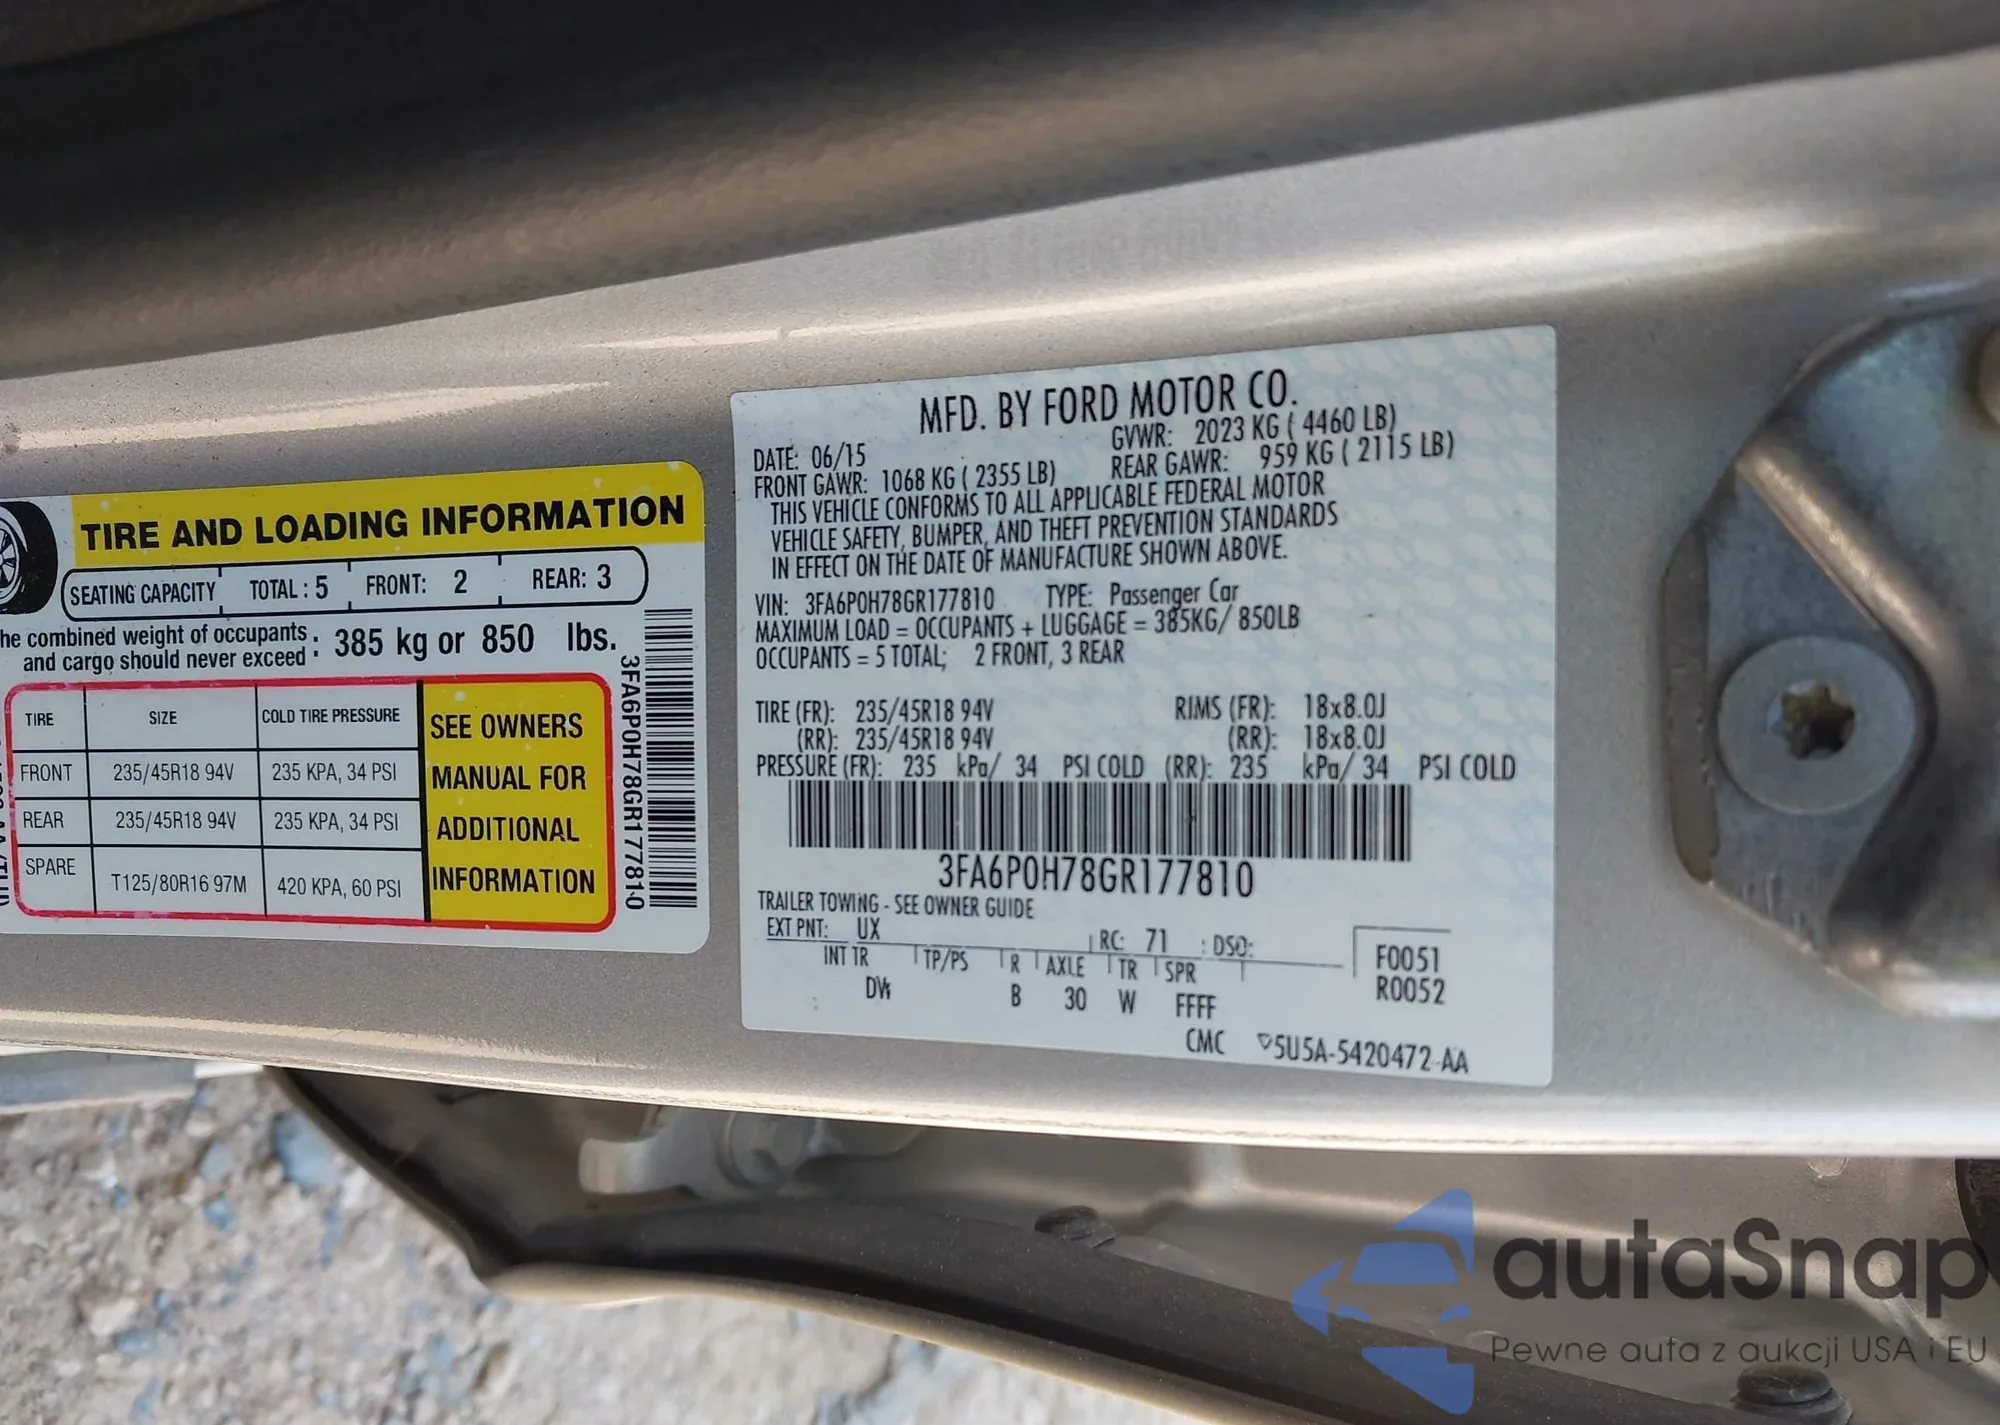 TIRE AND LOADING INFORMATION
SEATING CAPACITY TOTAL : 5 FRONT: 2 REAR: 3
he combined weight of occupants : 385 kg or 850 lbs.
and cargo should never exceed :
TIRE SIZE COLD TIRE PRESSURE
FRONT 235/45R18 94V 235 KPA, 34 PSI
REAR 235/45R18 94V 235 KPA, 34 PSI
SPARE T125/80R16 97M 420 KPA, 60 PSI
SEE OWNERS
MANUAL FOR
ADDITIONAL
INFORMATION
3FA6P0H78GR177810
MFD. BY FORD MOTOR CO.
DATE: 06/15 GVWR: 2023 KG ( 4460 LB)
FRONT GAWR: 1068 KG ( 2355 LB) REAR GAWR: 959 KG ( 2115 LB)
THIS VEHICLE CONFORMS TO ALL APPLICABLE FEDERAL MOTOR
VEHICLE SAFETY, BUMPER, AND THEFT PREVENTION STANDARDS
IN EFFECT ON THE DATE OF MANUFACTURE SHOWN ABOVE.
VIN: 3FA6P0H78GR177810 TYPE: Passenger Car
MAXIMUM LOAD = OCCUPANTS + LUGGAGE = 385KG/ 850LB
OCCUPANTS = 5 TOTAL; 2 FRONT, 3 REAR
TIRE (FR): 235/45R18 94V RIMS (FR): 18x8.0J
(RR): 235/45R18 94V (RR): 18x8.0J
PRESSURE (FR): 235 kPa/ 34 PSI COLD (RR): 235 kPa/ 34 PSI COLD
3FA6P0H78GR177810
TRAILER TOWING - SEE OWNER GUIDE
EXT PNT: UX RC: 71 DSO:
INT TR TP/PS R AXLE TR SPR
DW B 30 W FFFF
F0051
R0052
CMC 5U5A-5420472-AA
autaSnap
Pewne auta z aukcji USA i EU